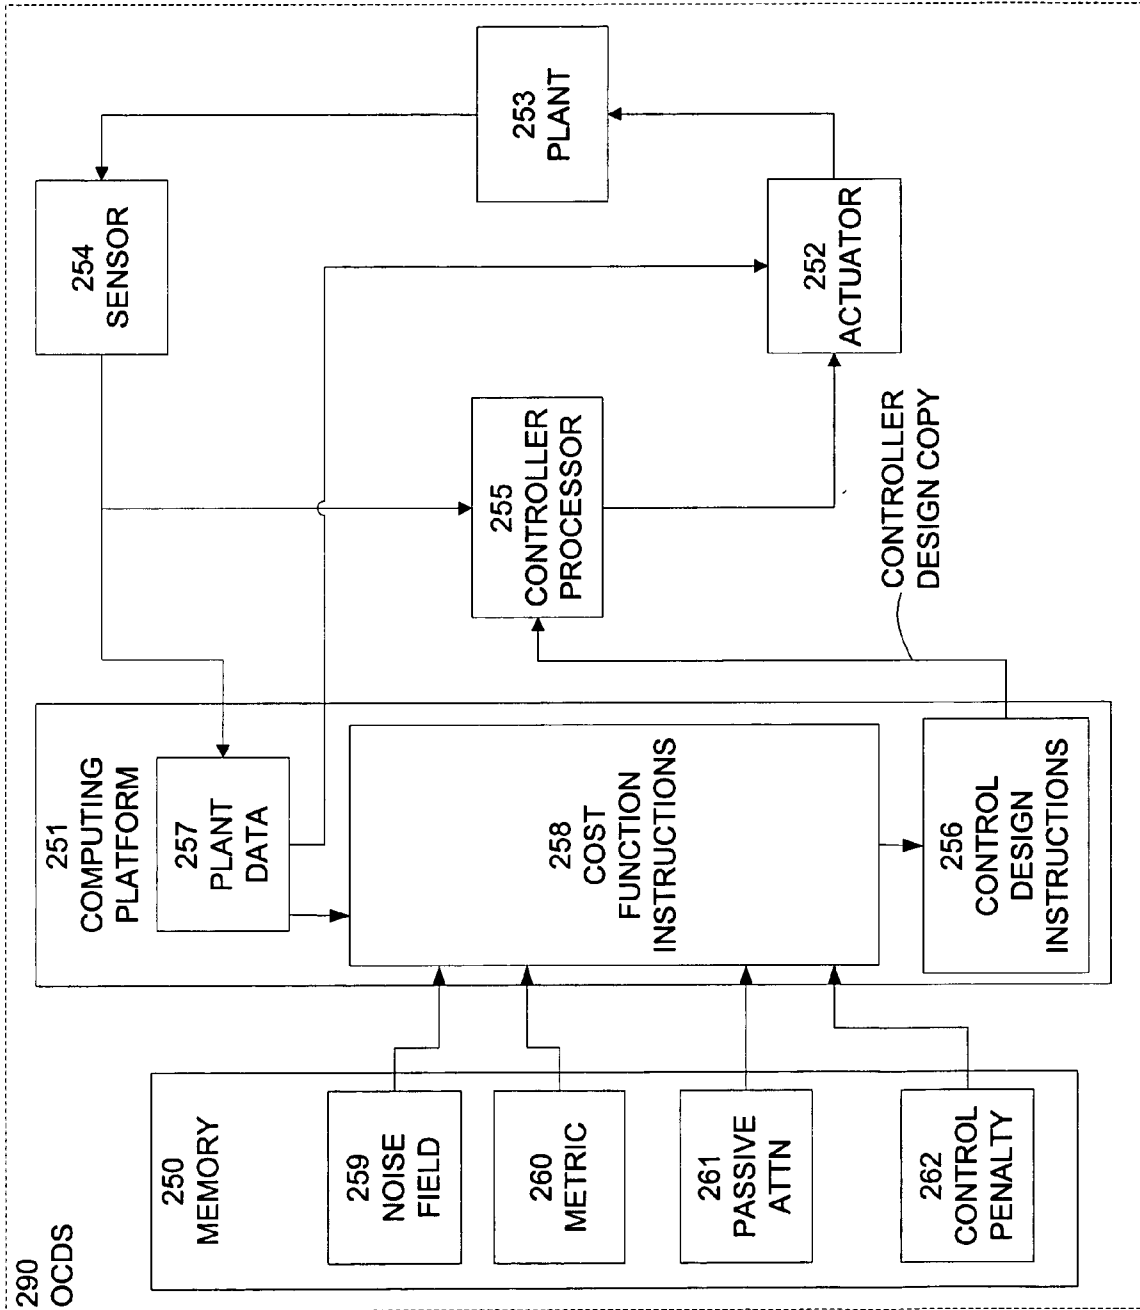 290
OCDS
250
MEMORY
259
NOISE
FIELD
260
METRIC
261
PASSIVE
ATTN
262
CONTROL
PENALTY
251
COMPUTING
PLATFORM
257
PLANT
DATA
258
COST
FUNCTION
INSTRUCTIONS
256
CONTROL
DESIGN
INSTRUCTIONS
254
SENSOR
255
CONTROLLER
PROCESSOR
253
PLANT
252
ACTUATOR
CONTROLLER
DESIGN COPY